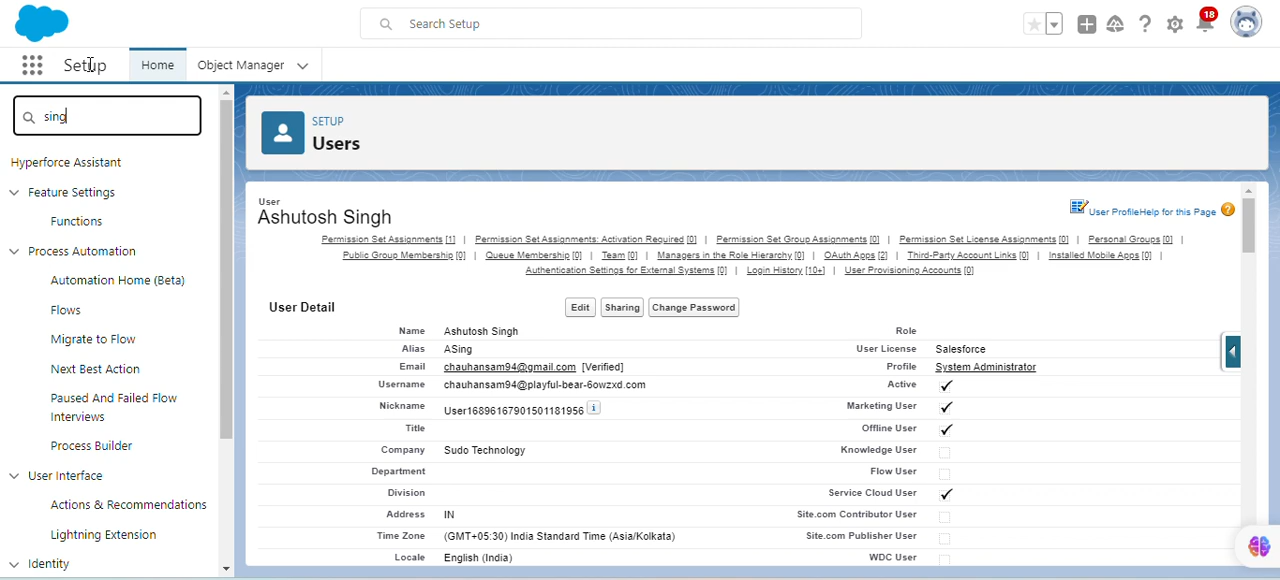 Search Setup
18
Setup
Home
Object Manager
sing
Hyperforce Assistant
Feature Settings
Functions
Process Automation
Automation Home (Beta)
Flows
Migrate to Flow
Next Best Action
Paused And Failed Flow
Interviews
Process Builder
User Interface
Actions & Recommendations
Lightning Extension
Identity
SETUP
Users
User
Ashutosh Singh
User Profile Help for this Page
Permission Set Assignments [1] | Permission Set Assignments: Activation Required [0] | Permission Set Group Assignments [0] | Permission Set License Assignments [0] | Personal Groups [0] |
Public Group Membership [0] | Queue Membership [0] | Team [0] | Managers in the Role Hierarchy [0] | OAuth Apps [2] | Third-Party Account Links [0] | Installed Mobile Apps [0] |
Authentication Settings for External Systems [0] | Login History [10+] | User Provisioning Accounts [0]
User Detail Edit Sharing Change Password
Name Ashutosh Singh Role
Alias ASing User License Salesforce
Email chauhansam94@gmail.com [Verified] Profile System Administrator
Username chauhansam94@playful-bear-6owzxd.com Active
Nickname User16896167901501181956 i Marketing User
Title Offline User
Company Sudo Technology Knowledge User
Department Flow User
Division Service Cloud User
Address IN Site.com Contributor User
Time Zone (GMT+05:30) India Standard Time (Asia/Kolkata) Site.com Publisher User
Locale English (India) WDC User